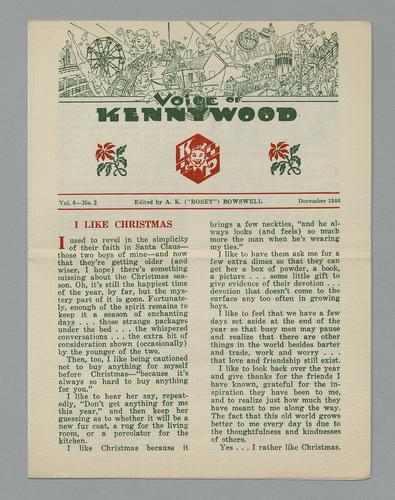 Voice OF
KENNYWOOD
K P
Vol. 6—No. 2 Edited by A. K. ("ROSEY") ROWSWELL December 1936
I LIKE CHRISTMAS
I used to revel in the simplicity
of their faith in Santa Claus—
those two boys of mine—and now
that they're getting older (and
wiser, I hope) there's something
missing about the Christmas sea-
son. Oh, it's still the happiest time
of the year, by far, but the mys-
tery part of it is gone. Fortunate-
ly, enough of the spirit remains to
keep it a season of enchanting
days . . . those strange packages
under the bed . . . the whispered
conversations . . . the extra bit of
consideration shown (occasionally)
by the younger of the two.
Then, too, I like being cautioned
not to buy anything for myself
before Christmas—"because it's
always so hard to buy anything
for you."
I like to hear her say, repeat-
edly, "Don't get anything for me
this year," and then keep her
guessing as to whether it will be a
new fur coat, a rug for the living
room, or a percolator for the
kitchen.
I like Christmas because it
brings a few neckties, "and he al-
ways looks (and feels) so much
more the man when he's wearing
my ties."
I like to have them ask me for a
few extra dimes so that they can
get her a box of powder, a book,
a picture . . . some little gift to
give evidence of their devotion . . .
devotion that doesn't come to the
surface any too often in growing
boys.
I like to feel that we have a few
days set aside at the end of the
year so that busy men may pause
and realize that there are other
things in the world besides barter
and trade, work and worry . . .
that love and friendship still exist.
I like to look back over the year
and give thanks for the friends I
have known, grateful for the in-
spiration they have been to me,
and to realize just how much they
have meant to me along the way.
The fact that this old world grows
better to me every day is due to
the thoughtfulness and kindnesses
of others.
Yes . . . I rather like Christmas.